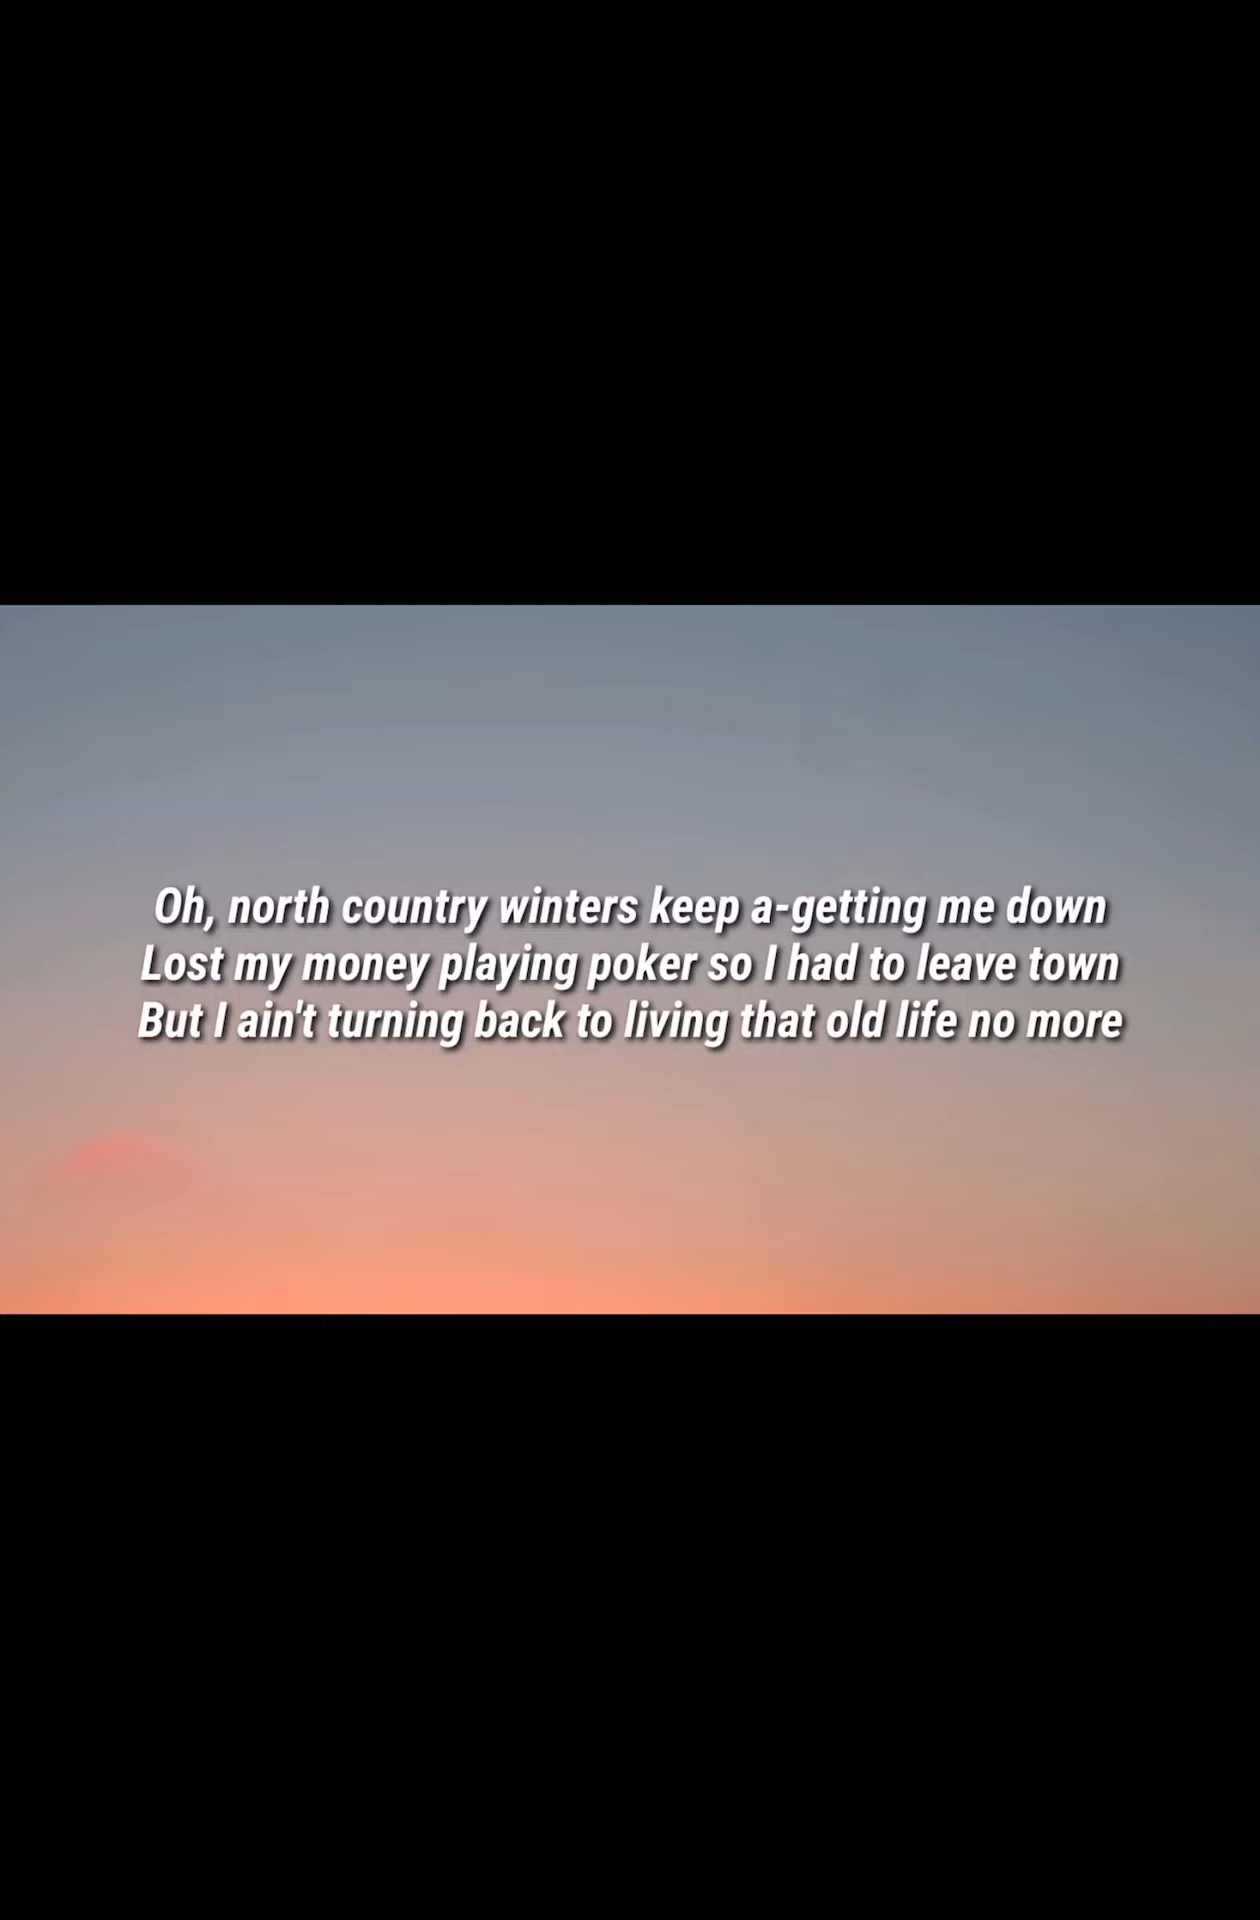 Oh, north country winters keep a-getting me down
Lost my money playing poker so I had to leave town
But I ain't turning back to living that old life no more